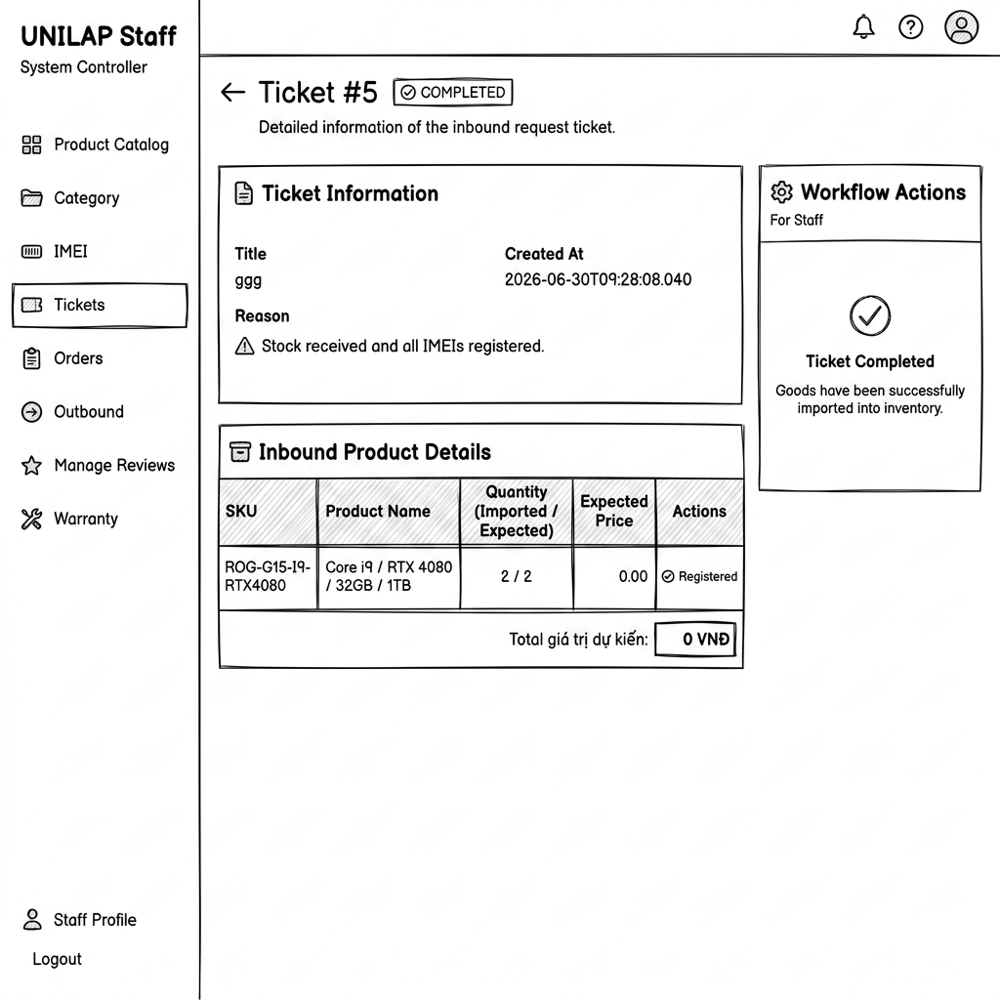 UNILAP Staff
System Controller
Product Catalog
Category
IMEI
Tickets
Orders
Outbound
Manage Reviews
Warranty
Staff Profile
Logout
Ticket #5
COMPLETED
Detailed information of the inbound request ticket.
Ticket Information
Title
ggg
Created At
2026-06-30T09:28:08.040
Reason
Stock received and all IMEIs registered.
Workflow Actions
For Staff
Ticket Completed
Goods have been successfully
imported into inventory.
Inbound Product Details
SKU
Product Name
Quantity
(Imported /
Expected)
Expected
Price
Actions
ROG-G15-I9-
RTX4080
Core i9 / RTX 4080
/ 32GB / 1TB
2 / 2
0.00
Registered
Total giá trị dự kiến:
0 VNĐ